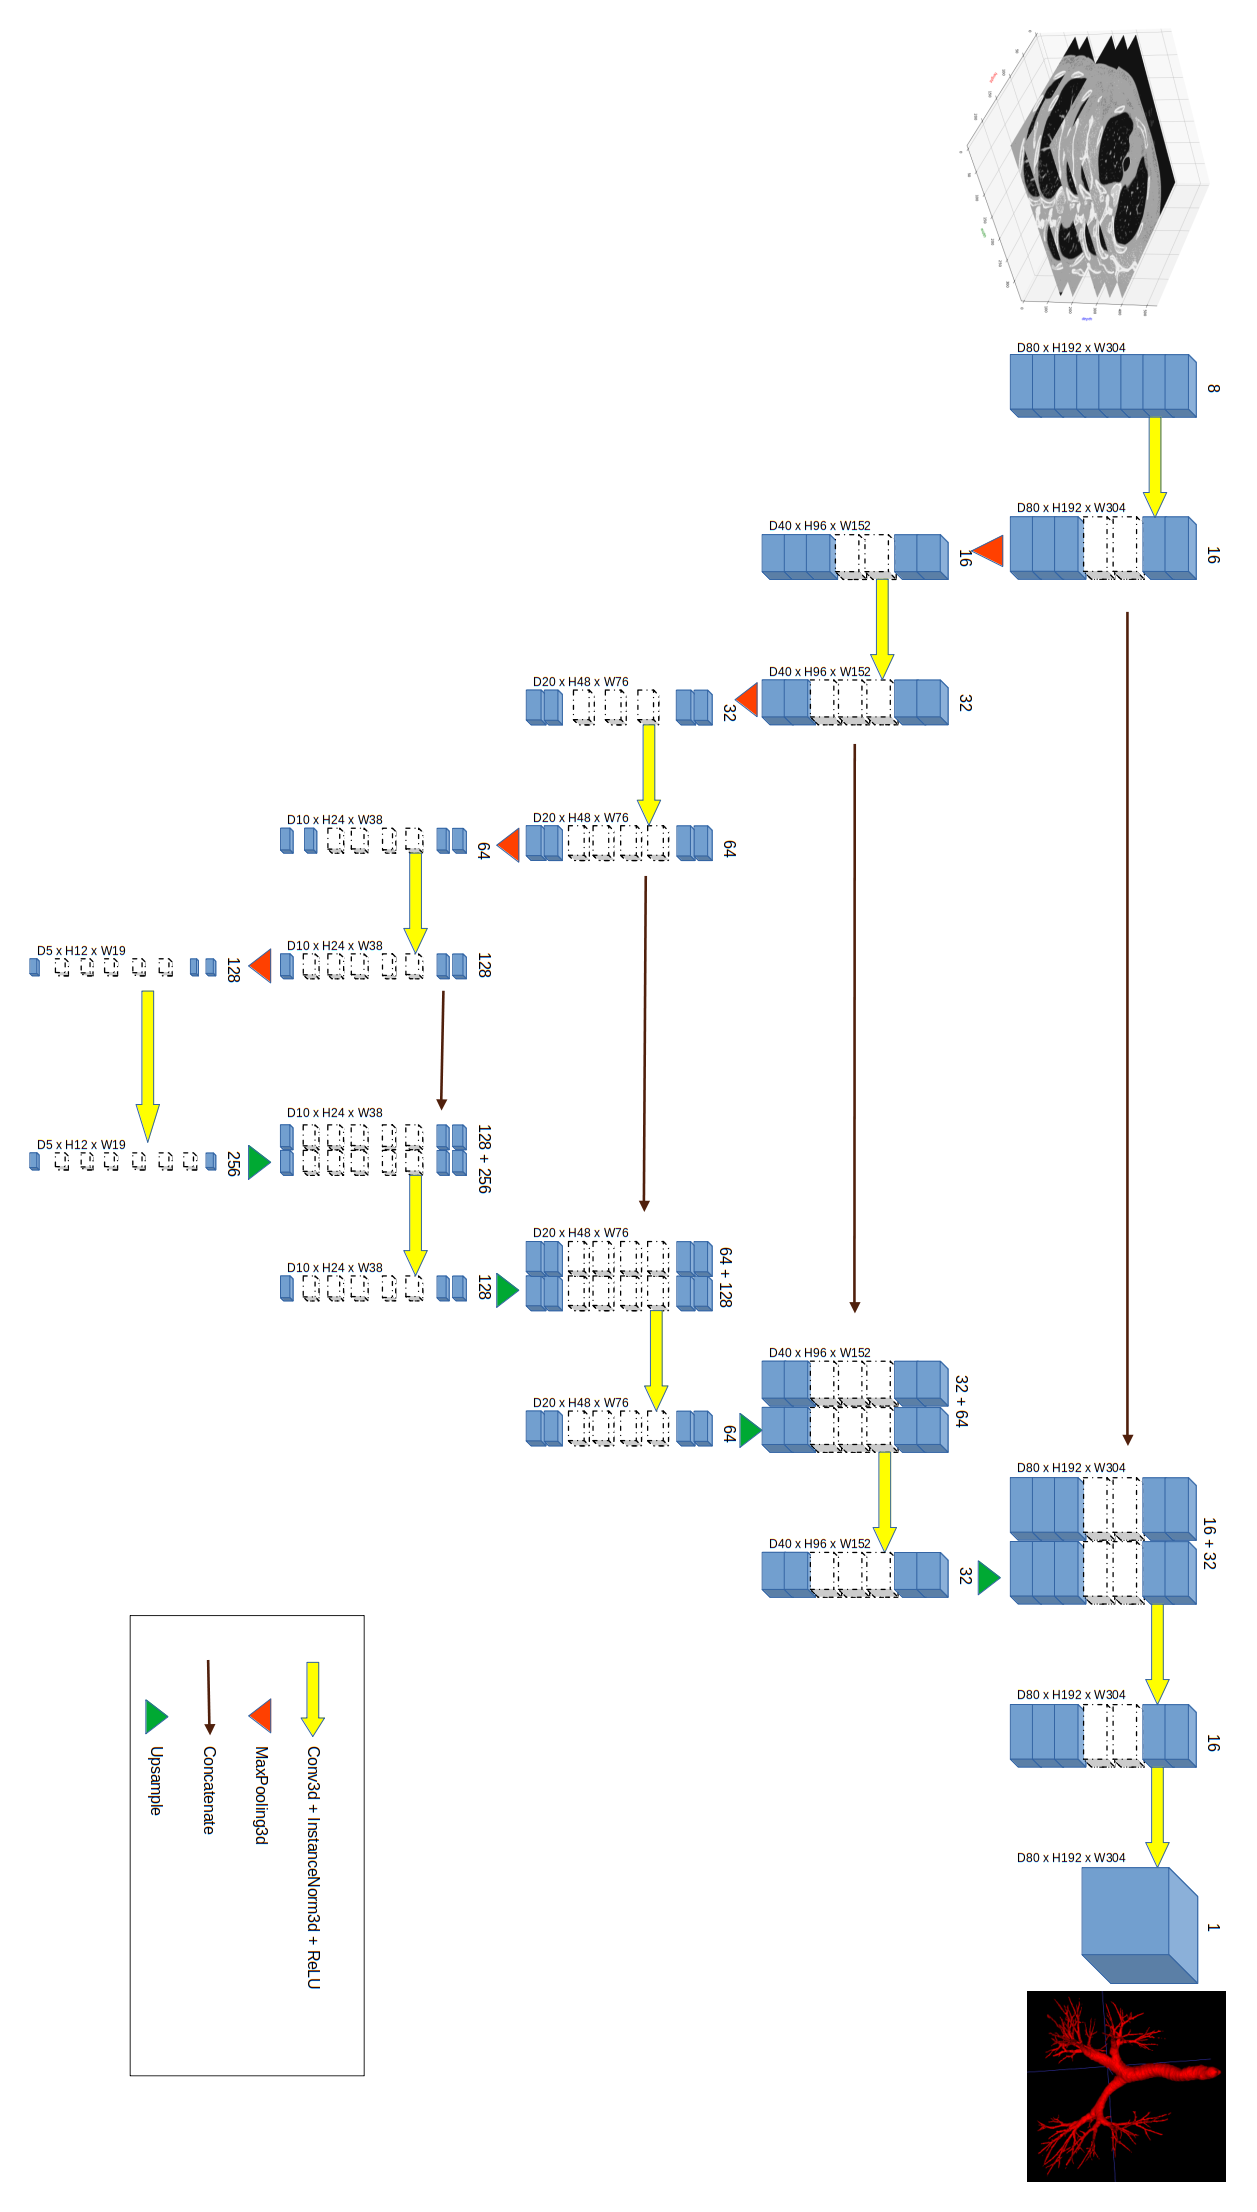 D80 x H192 x W304
8
D80 x H192 x W304
16
D40 x H96 x W152
16
D40 x H96 x W152
32
D20 x H48 x W76
32
D20 x H48 x W76
64
D10 x H24 x W38
64
D10 x H24 x W38
128
D5 x H12 x W19
128
D5 x H12 x W19
256
D10 x H24 x W38
128 + 256
D10 x H24 x W38
128
D20 x H48 x W76
64 + 128
D20 x H48 x W76
64
D40 x H96 x W152
32 + 64
D40 x H96 x W152
32
D80 x H192 x W304
16 + 32
D80 x H192 x W304
16
D80 x H192 x W304
1
Conv3d + InstanceNorm3d + ReLU
MaxPooling3d
Concatenate
Upsample